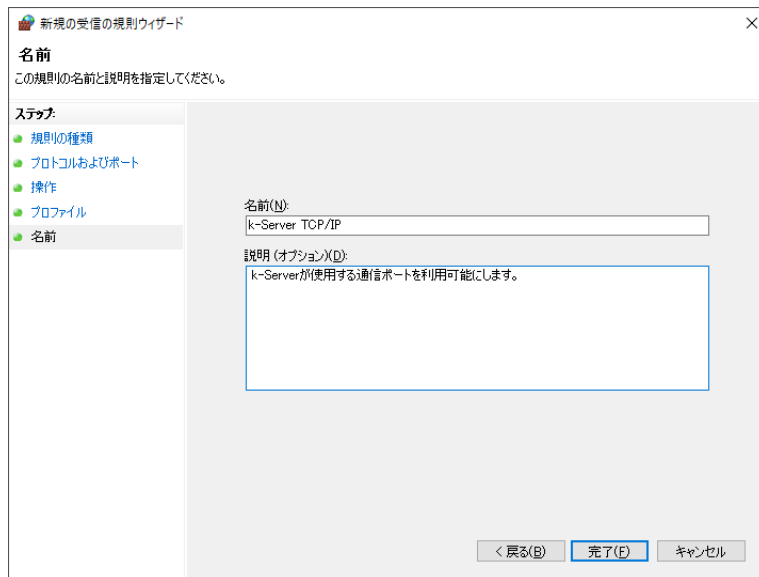 新規の受信の規則ウィザード
名前
この規則の名前と説明を指定してください。
ステップ:
規則の種類
プロトコルおよびポート
操作
プロファイル
名前
名前(N):
k-Server TCP/IP
説明 (オプション)(D):
k-Serverが使用する通信ポートを利用可能にします。
< 戻る(B)
完了(F)
キャンセル